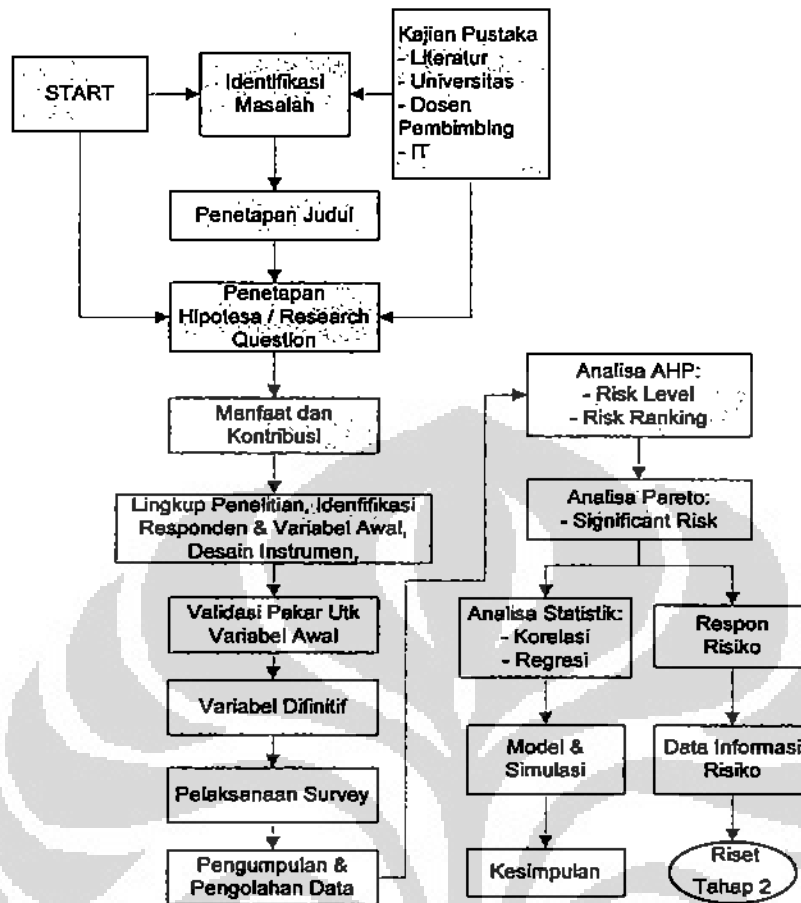 START
Identifikasi
Masalah
Kajian Pustaka
- Literatur
- Universitas
- Dosen
Pembimbing
- IT
Penetapan Judul
Penetapan
Hipotesa / Research
Question
Manfaat dan
Kontribusi
Lingkup Penelitian, Identifikasi
Responden & Variabel Awal,
Desain Instrumen,
Validasi Pakar Utk
Variabel Awal
Variabel Difinitif
Pelaksanaan Survey
Pengumpulan &
Pengolahan Data
Analisa AHP:
- Risk Level
- Risk Ranking
Analisa Pareto:
- Significant Risk
Analisa Statistik:
- Korelasi
- Regresi
Respon
Risiko
Model &
Simulasi
Data Informasi
Risiko
Kesimpulan
Riset
Tahap 2